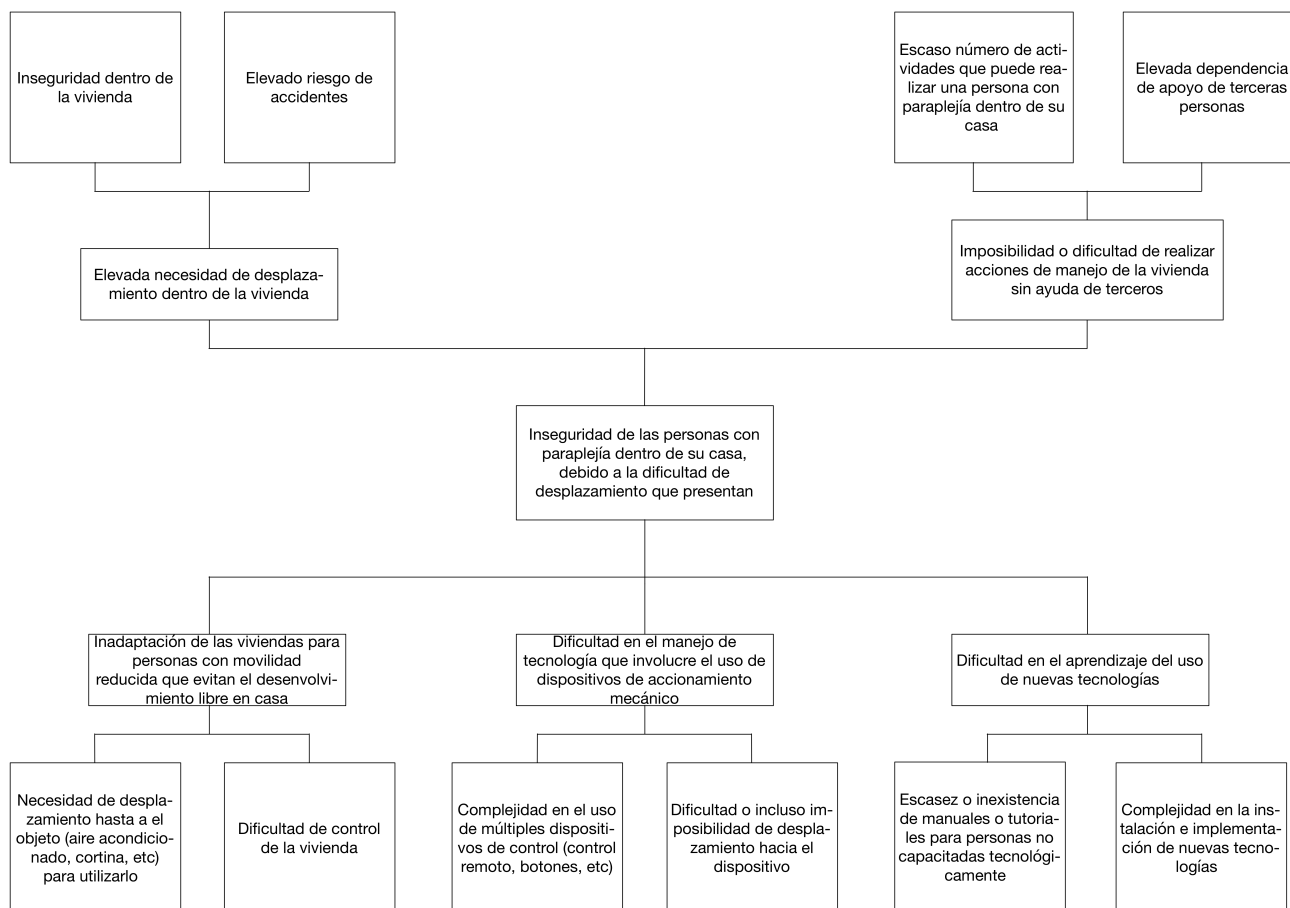 Inseguridad dentro de
la vivienda
Elevado riesgo de
accidentes
Escaso número de acti-
vidades que puede rea-
lizar una persona con
paraplejía dentro de su
casa
Elevada dependencia
de apoyo de terceras
personas
Elevada necesidad de desplaza-
miento dentro de la vivienda
Imposibilidad o dificultad de realizar
acciones de manejo de la vivienda
sin ayuda de terceros
Inseguridad de las personas con
paraplejía dentro de su casa,
debido a la dificultad de
desplazamiento que presentan
Inadaptación de las viviendas para
personas con movilidad
reducida que evitan el desenvolvi-
miento libre en casa
Dificultad en el manejo de
tecnología que involucre el uso de
dispositivos de accionamiento
mecánico
Dificultad en el aprendizaje del uso
de nuevas tecnologías
Necesidad de despla-
zamiento hasta a el
objeto (aire acondicio-
nado, cortina, etc)
para utilizarlo
Dificultad de control
de la vivienda
Complejidad en el uso
de múltiples dispositi-
vos de control (control
remoto, botones, etc)
Dificultad o incluso im-
posibilidad de despla-
zamiento hacia el
dispositivo
Escasez o inexistencia
de manuales o tutoria-
les para personas no
capacitadas tecnológi-
camente
Complejidad en la ins-
talación e implementa-
ción de nuevas tecno-
logías